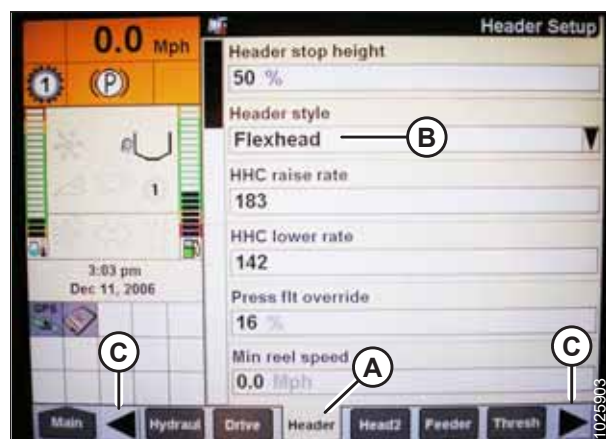 0.0 Mph
1 (P)
1
3:03 pm
Dec 11, 2006
GPS
Header Setup
Header stop height
50 %
Header style
Flexhead
B
HHC raise rate
183
HHC lower rate
142
Press flt override
16 %
Min reel speed
0.0 Mph
C
A
C
Main
Hydraul
Drive
Header
Head2
Feeder
Thresh
1025903